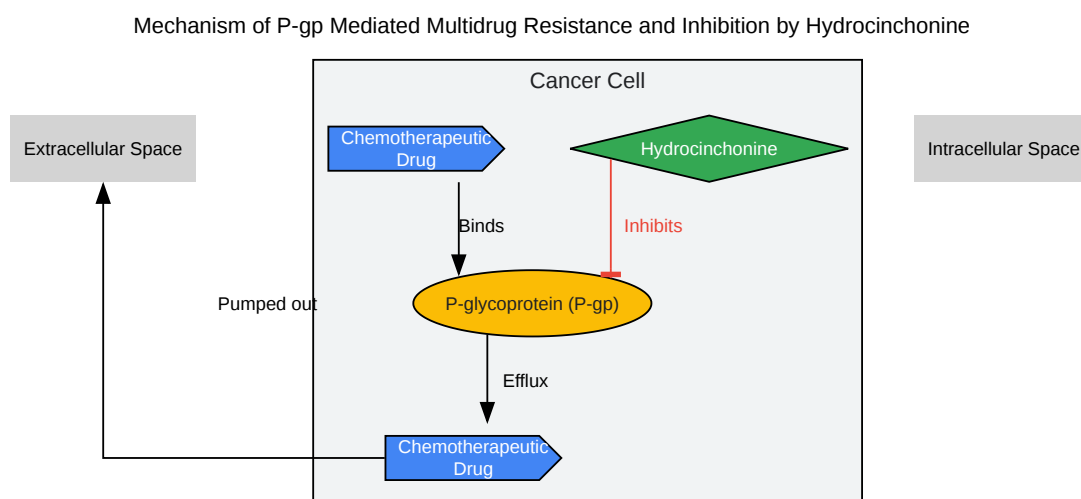 Mechanism of P-gp Mediated Multidrug Resistance and Inhibition by Hydrocinchonine
Cancer Cell
Extracellular Space
Chemotherapeutic
Drug
Hydrocinchonine
Intracellular Space
Binds
Inhibits
Pumped out
P-glycoprotein (P-gp)
Efflux
Chemotherapeutic
Drug